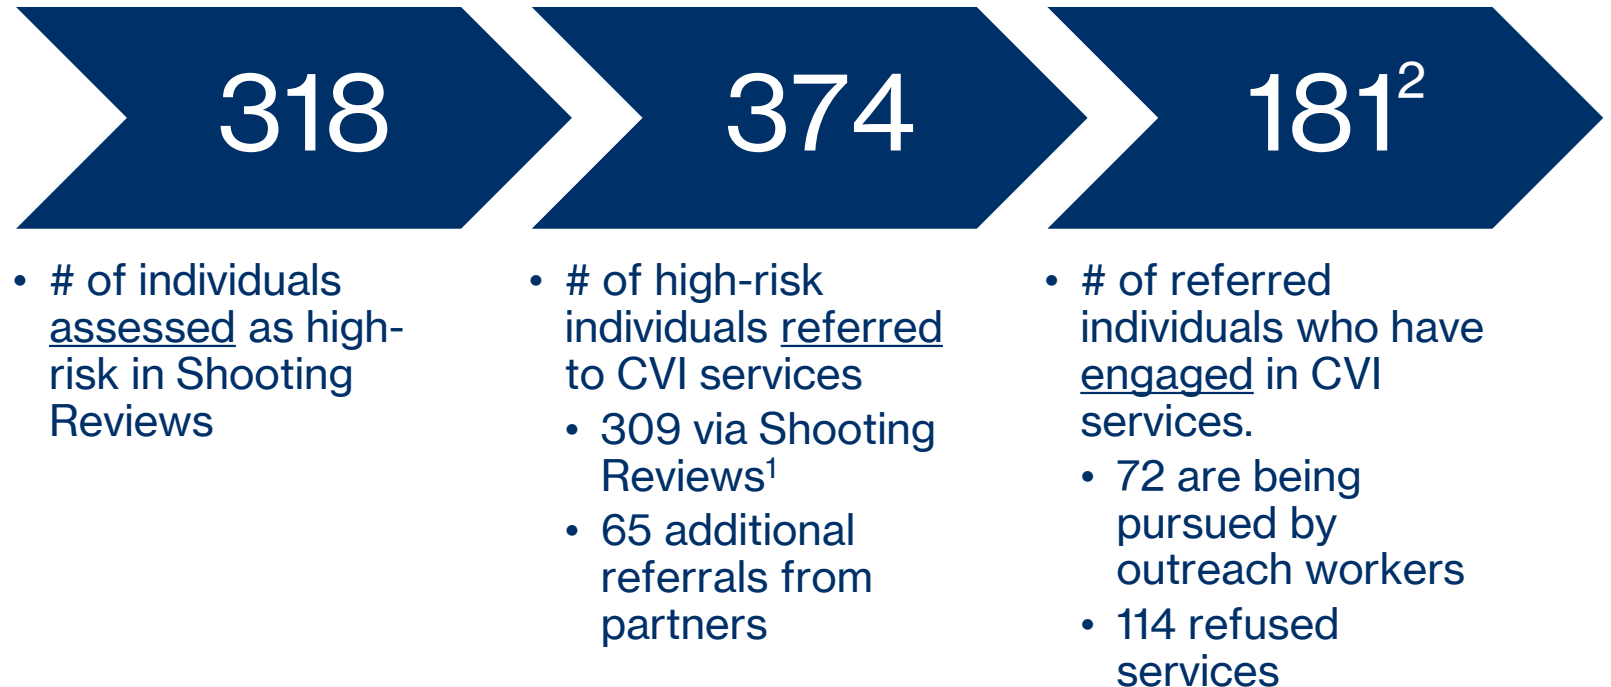 318
374
181²
• # of individuals
assessed as high-
risk in Shooting
Reviews
• # of high-risk
individuals referred
to CVI services
• 309 via Shooting
Reviews¹
• 65 additional
referrals from
partners
• # of referred
individuals who have
engaged in CVI
services.
• 72 are being
pursued by
outreach workers
• 114 refused
services